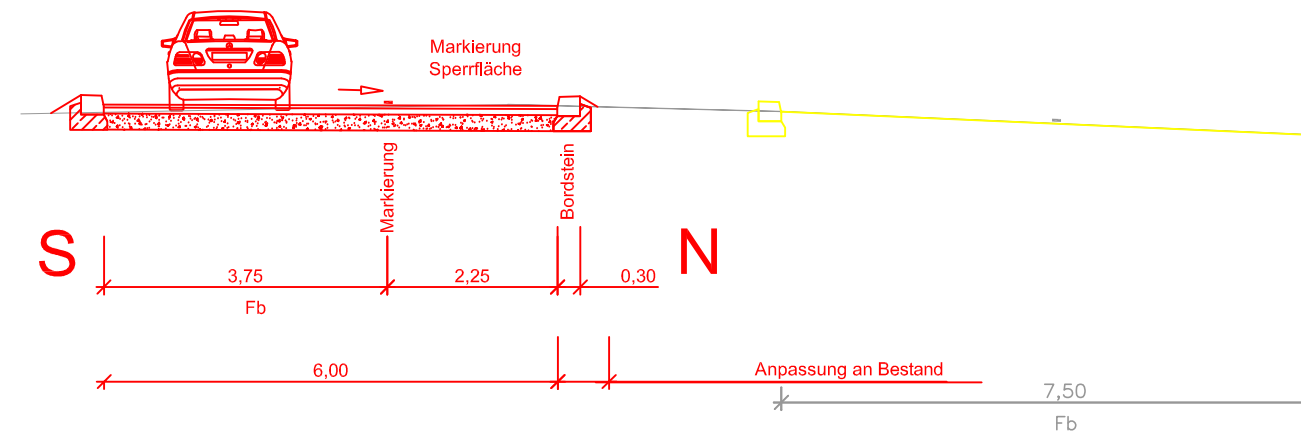 Markierung
Sperrfläche
Markierung
Bordstein
S
N
3,75
2,25
0,30
Fb
6,00
Anpassung an Bestand
7,50
Fb